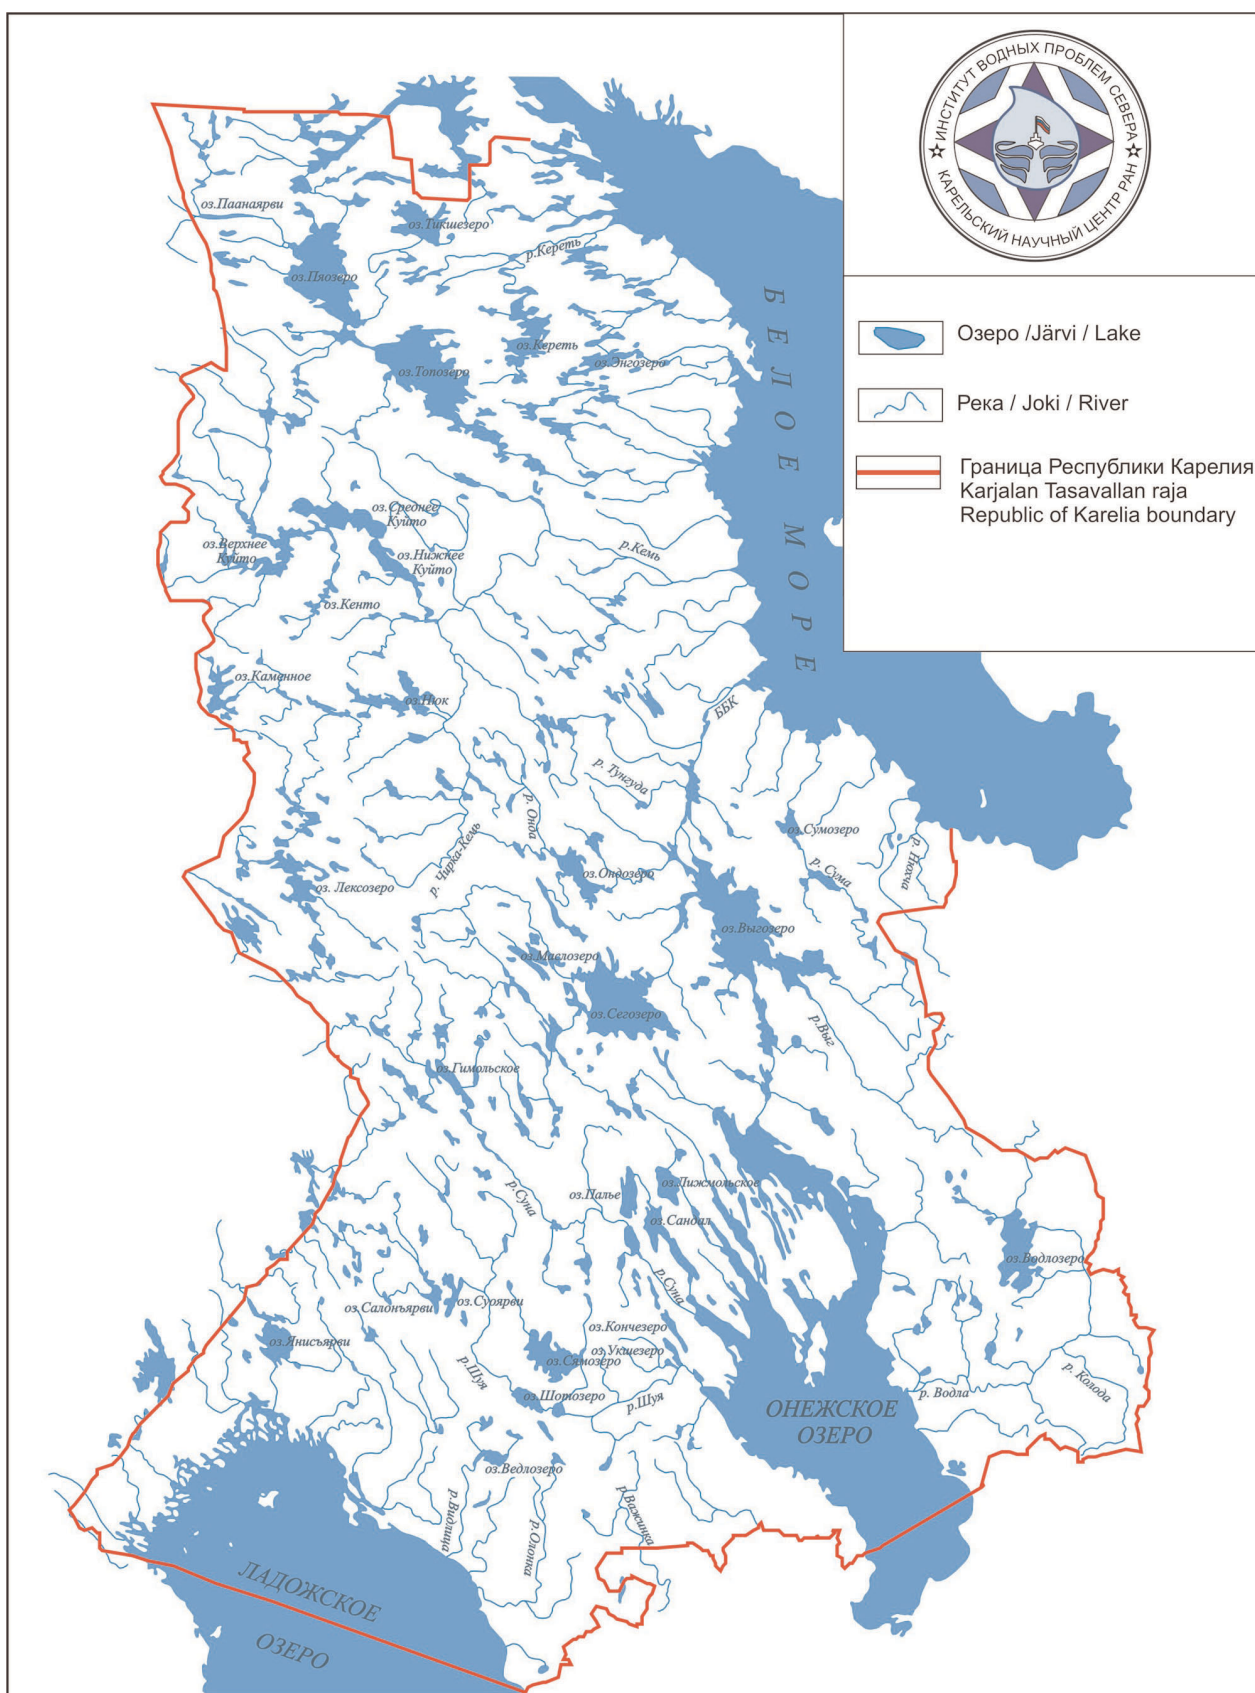 ИНСТИТУТ ВОДНЫХ ПРОБЛЕМ СЕВЕРА
КАРЕЛЬСКИЙ НАУЧНЫЙ ЦЕНТР РАН
Озеро /Järvi / Lake
Река / Joki / River
Граница Республики Карелия
Karjalan Tasavallan raja
Republic of Karelia boundary
БЕЛОЕ МОРЕ
оз.Паанаярви
оз.Тикшезеро
р.Кереть
оз.Пяозеро
оз.Кереть
оз.Энгозеро
оз.Топозеро
оз.Среднее
Куйто
оз.Верхнее
Куйто
оз.Нижнее
Куйто
р.Кемь
оз.Кенто
оз.Каменное
оз.Нюк
ББК
р. Тунгуда
р. Онда
р. Чирка-Кемь
оз.Сумозеро
р. Сума
р. Нюхча
оз. Лексозеро
оз.Ондозеро
оз.Выгозеро
оз.Маслозеро
оз.Сегозеро
р.Выг
оз.Гимольское
р.Суна
оз.Палье
оз.Лижмольское
оз.Сандал
оз.Водлозеро
р.Суна
оз.Салонъярви
оз.Суоярви
оз.Кончезеро
оз.Янисъярви
оз.Укшезеро
оз.Сямозеро
р.Шуя
оз.Шотозеро
р.Шуя
р. Водла
р. Колода
ОНЕЖСКОЕ
ОЗЕРО
оз.Ведлозеро
р.Видлица
р.Олонка
р.Важинка
ЛАДОЖСКОЕ
ОЗЕРО